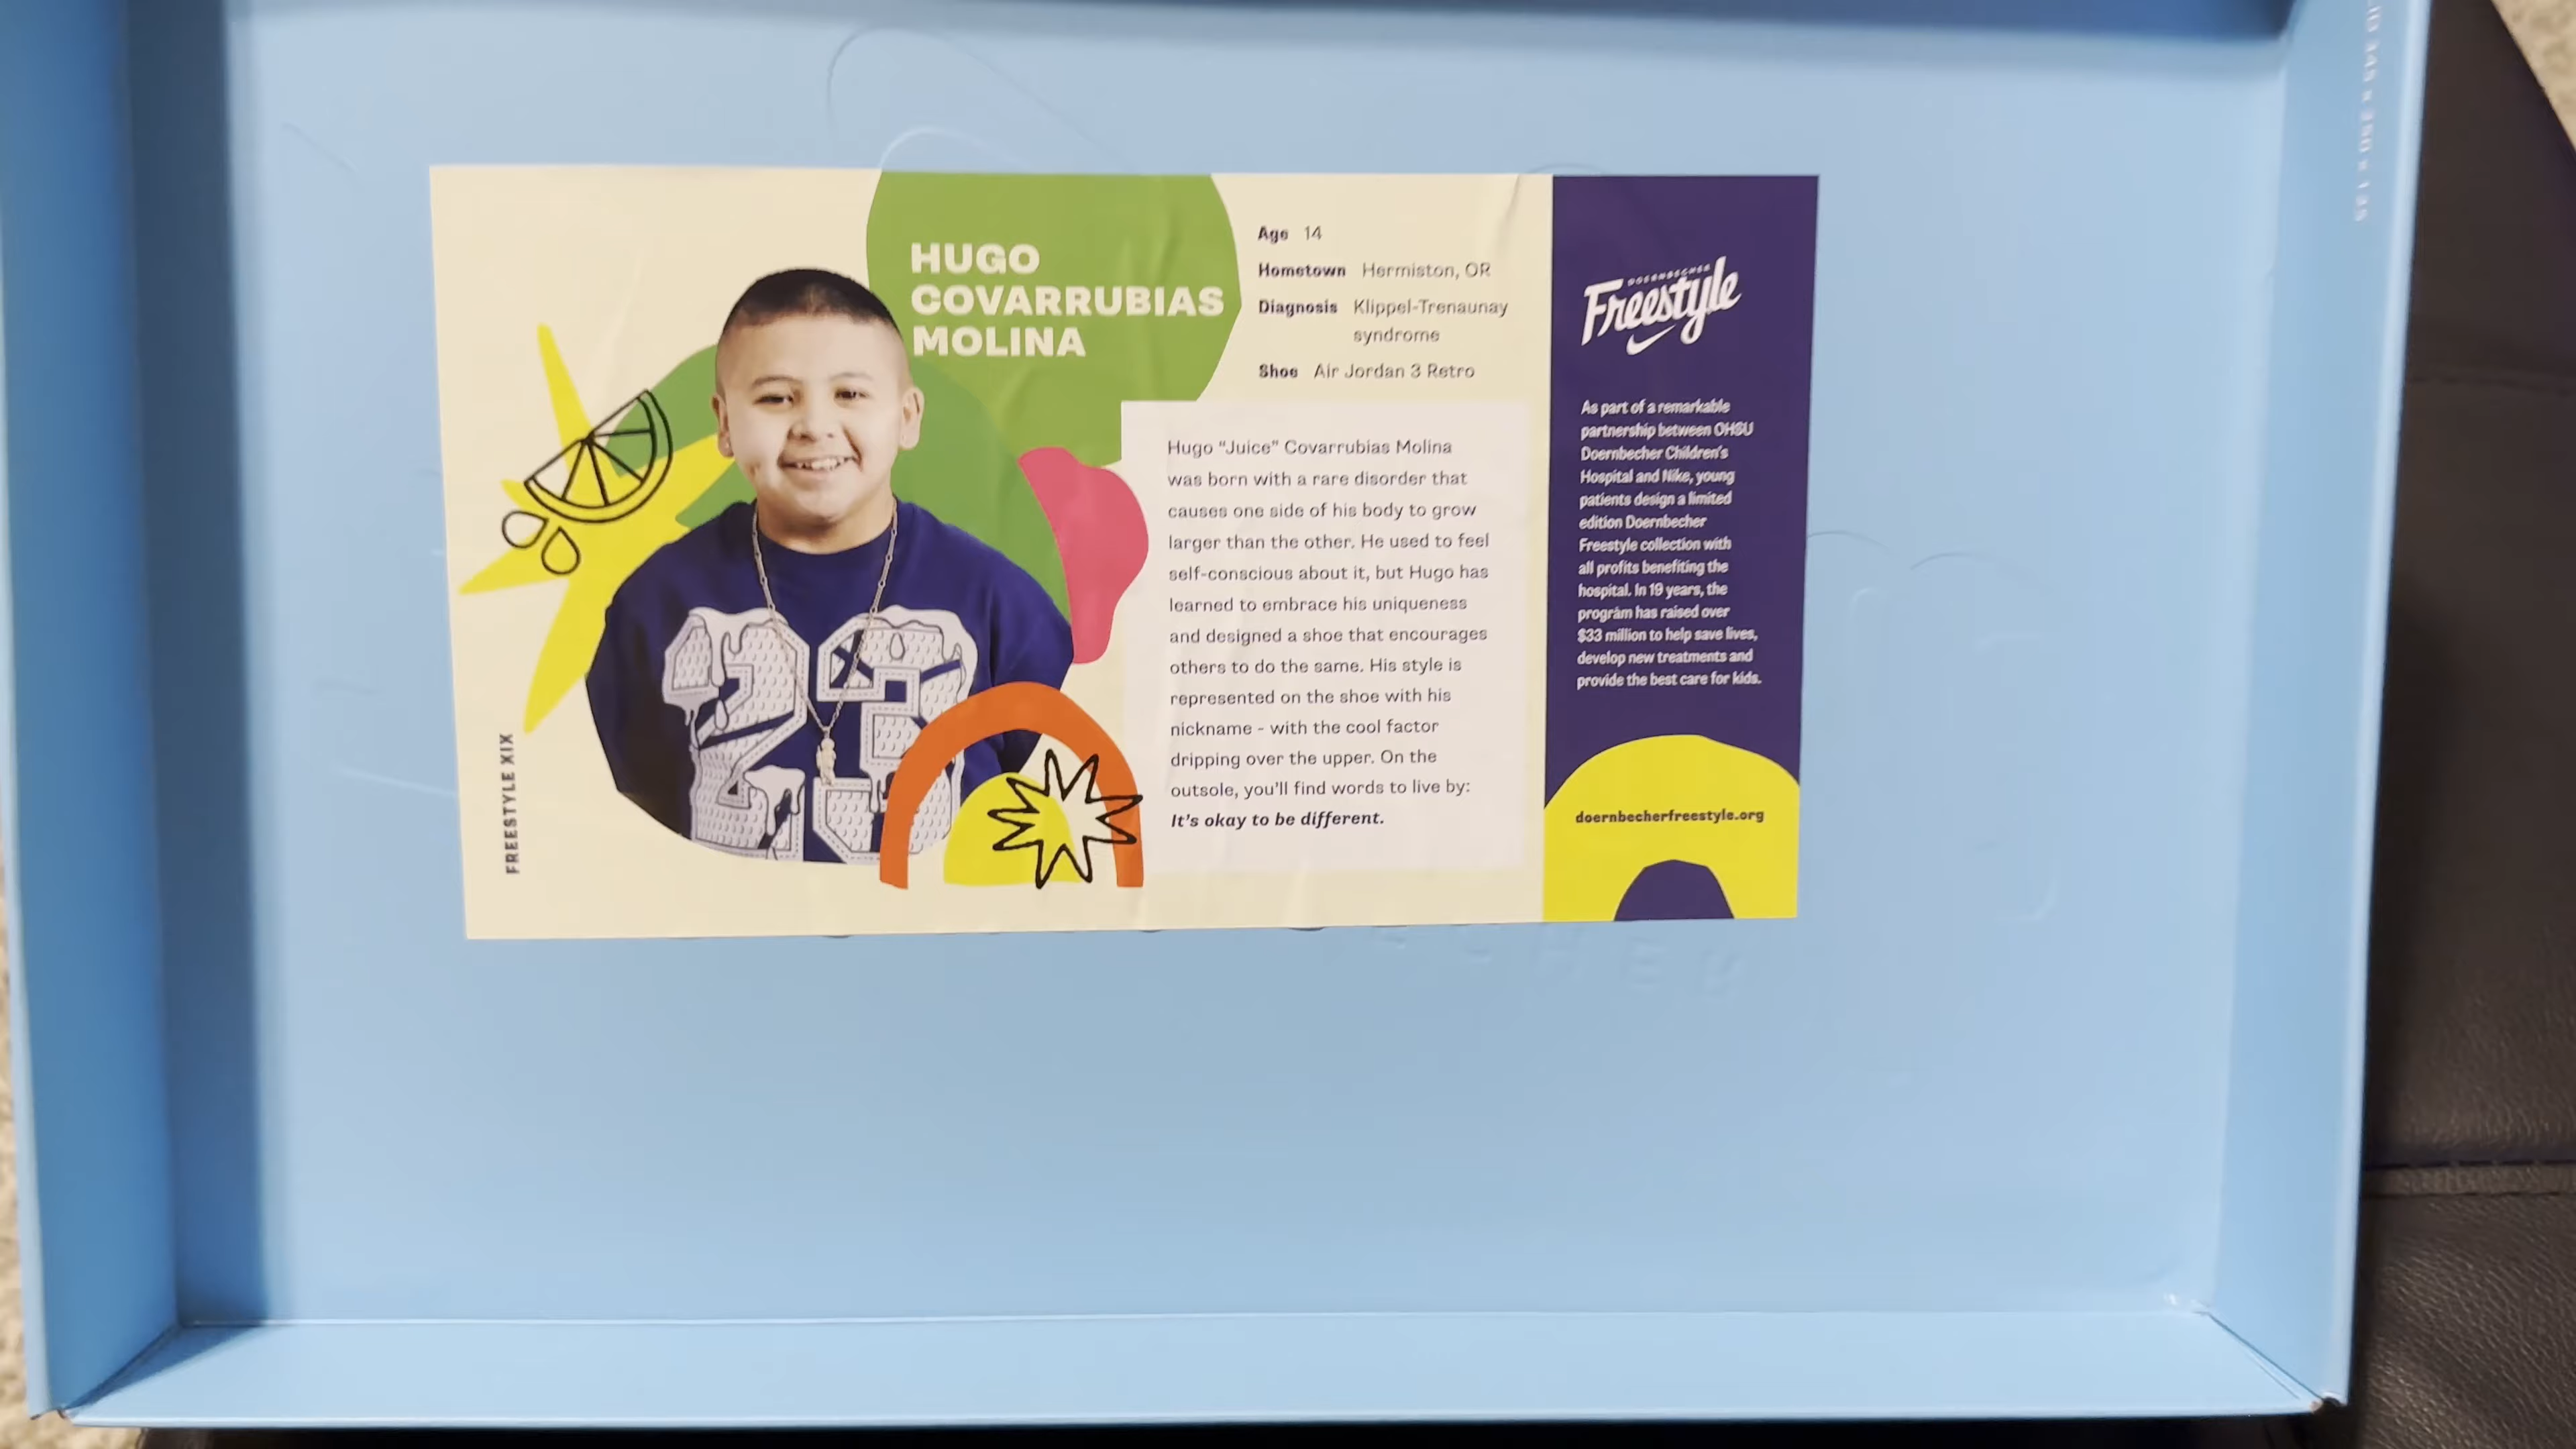 HUGO
COVARRUBIAS
MOLINA
Age 14
Hometown Hermiston, OR
Diagnosis Klippel-Trenaunay
syndrome
Shoe Air Jordan 3 Retro
Hugo “Juice” Covarrubias Molina
was born with a rare disorder that
causes one side of his body to grow
larger than the other. He used to feel
self-conscious about it, but Hugo has
learned to embrace his uniqueness
and designed a shoe that encourages
others to do the same. His style is
represented on the shoe with his
nickname - with the cool factor
dripping over the upper. On the
outsole, you’ll find words to live by:
It’s okay to be different.
23
FREESTYLE XIX
DOERNBECHER
Freestyle
As part of a remarkable
partnership between OHSU
Doernbecher Children’s
Hospital and Nike, young
patients design a limited
edition Doernbecher
Freestyle collection with
all profits benefiting the
hospital. In 19 years, the
program has raised over
$33 million to help save lives,
develop new treatments and
provide the best care for kids.
doernbecherfreestyle.org